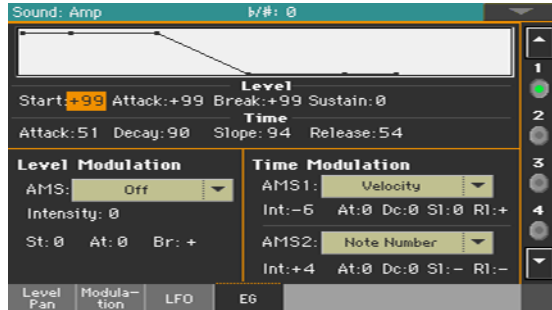 Sound: Amp ♭/#: 0
Level
Start:+99 Attack:+99 Break:+99 Sustain:0
Time
Attack:51 Decay:90 Slope:94 Release:54
Level Modulation
AMS: Off
Intensity: 0
St:0 At:0 Br: +
Time Modulation
AMS1: Velocity
Int:-6 At:0 Dc:0 Sl:0 Rl:+
AMS2: Note Number
Int:+4 At:0 Dc:0 Sl:- Rl:-
1
2
3
4
Level Pan
Modula-tion
LFO
EG